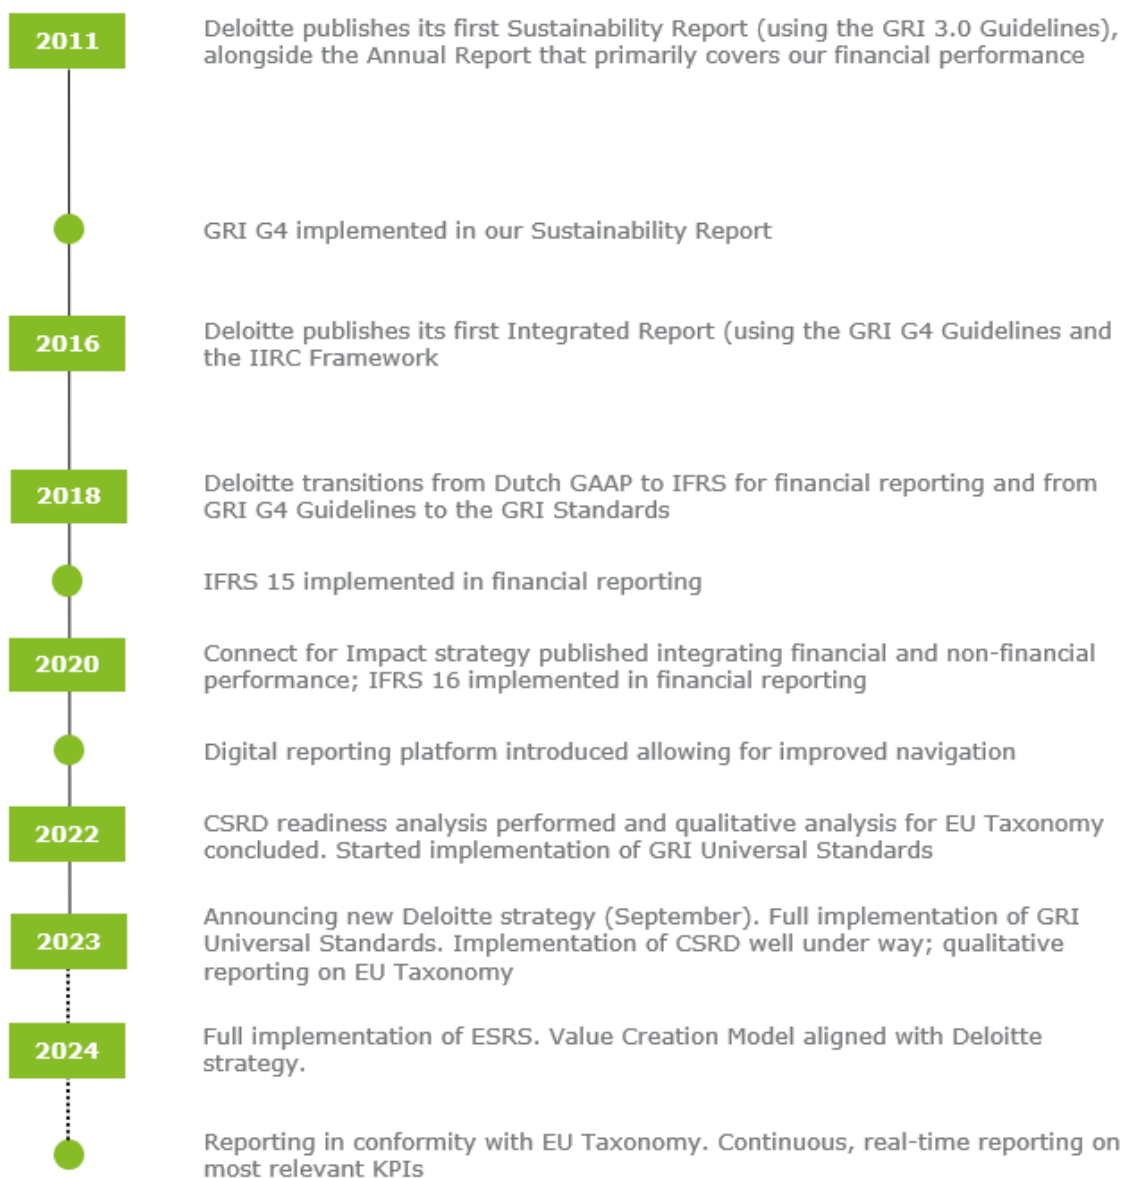 2011
Deloitte publishes its first Sustainability Report (using the GRI 3.0 Guidelines),
alongside the Annual Report that primarily covers our financial performance
GRI G4 implemented in our Sustainability Report
2016
Deloitte publishes its first Integrated Report (using the GRI G4 Guidelines and
the IIRC Framework
2018
Deloitte transitions from Dutch GAAP to IFRS for financial reporting and from
GRI G4 Guidelines to the GRI Standards
IFRS 15 implemented in financial reporting
2020
Connect for Impact strategy published integrating financial and non-financial
performance; IFRS 16 implemented in financial reporting
Digital reporting platform introduced allowing for improved navigation
2022
CSRD readiness analysis performed and qualitative analysis for EU Taxonomy
concluded. Started implementation of GRI Universal Standards
2023
Announcing new Deloitte strategy (September). Full implementation of GRI
Universal Standards. Implementation of CSRD well under way; qualitative
reporting on EU Taxonomy
2024
Full implementation of ESRS. Value Creation Model aligned with Deloitte
strategy.
Reporting in conformity with EU Taxonomy. Continuous, real-time reporting on
most relevant KPIs